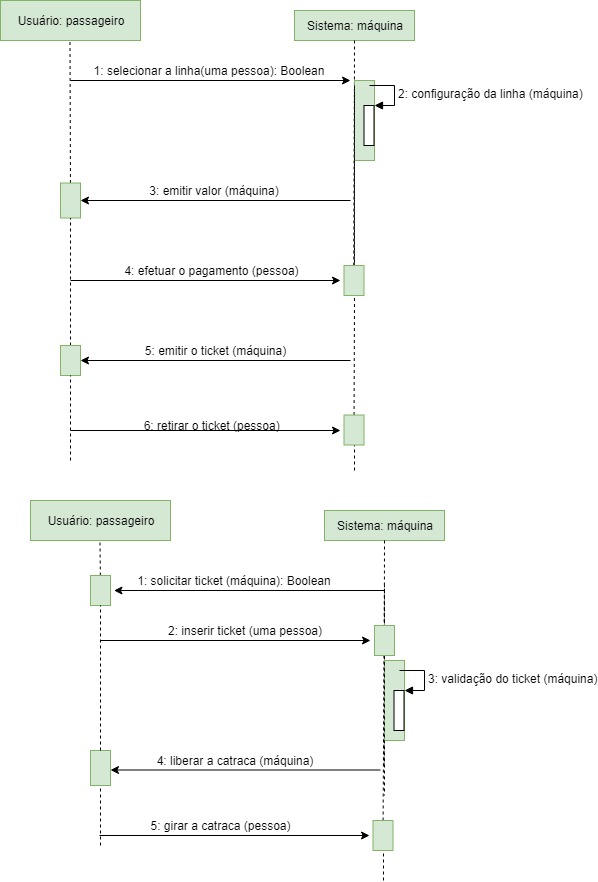 Usuário: passageiro
Sistema: máquina
1: selecionar a linha(uma pessoa): Boolean
2: configuração da linha (máquina)
3: emitir valor (máquina)
4: efetuar o pagamento (pessoa)
5: emitir o ticket (máquina)
6: retirar o ticket (pessoa)
Usuário: passageiro
Sistema: máquina
1: solicitar ticket (máquina): Boolean
2: inserir ticket (uma pessoa)
3: validação do ticket (máquina)
4: liberar a catraca (máquina)
5: girar a catraca (pessoa)